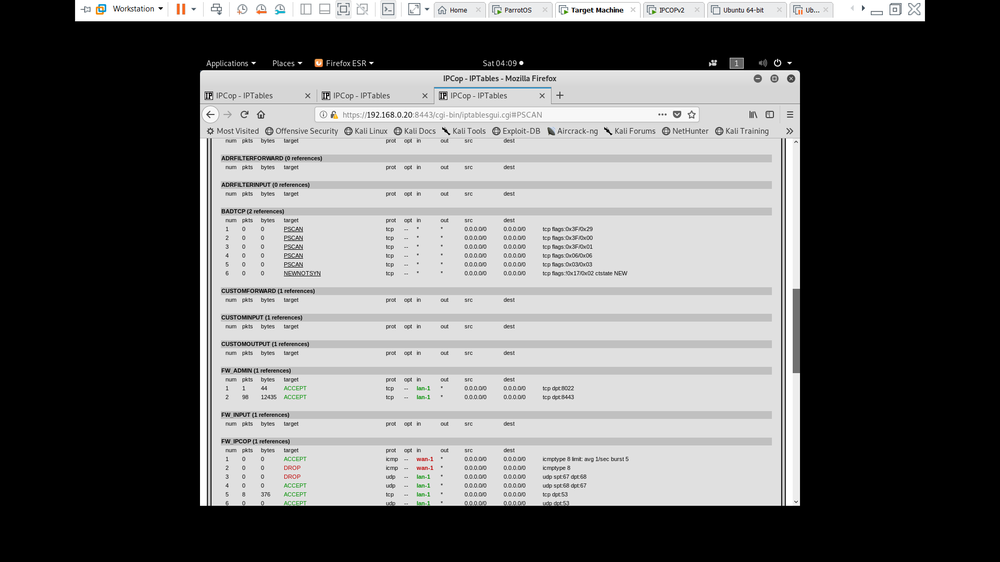 Workstation Home ParrotOS Target Machine IPCOPv2 Ubuntu 64-bit Ub...
Applications Places Firefox ESR Sat 04:09 1
IPCop - IPTables - Mozilla Firefox
IPCop - IPTables IPCop - IPTables IPCop - IPTables
https://192.168.0.20:8443/cgi-bin/iptablesgui.cgi#PSCAN
Most Visited Offensive Security Kali Linux Kali Docs Kali Tools Exploit-DB Aircrack-ng Kali Forums NetHunter Kali Training
num pkts bytes target prot opt in out src dest
ADRFILTERFORWARD (0 references)
num pkts bytes target prot opt in out src dest
ADRFILTERINPUT (0 references)
num pkts bytes target prot opt in out src dest
BADTCP (2 references)
num pkts bytes target prot opt in out src dest
1 0 0 PSCAN tcp -- * * 0.0.0.0/0 0.0.0.0/0 tcp flags:0x3F/0x29
2 0 0 PSCAN tcp -- * * 0.0.0.0/0 0.0.0.0/0 tcp flags:0x3F/0x00
3 0 0 PSCAN tcp -- * * 0.0.0.0/0 0.0.0.0/0 tcp flags:0x3F/0x01
4 0 0 PSCAN tcp -- * * 0.0.0.0/0 0.0.0.0/0 tcp flags:0x06/0x06
5 0 0 PSCAN tcp -- * * 0.0.0.0/0 0.0.0.0/0 tcp flags:0x03/0x03
6 0 0 NEWNOTSYN tcp -- * * 0.0.0.0/0 0.0.0.0/0 tcp flags:!0x17/0x02 ctstate NEW
CUSTOMFORWARD (1 references)
num pkts bytes target prot opt in out src dest
CUSTOMINPUT (1 references)
num pkts bytes target prot opt in out src dest
CUSTOMOUTPUT (1 references)
num pkts bytes target prot opt in out src dest
FW_ADMIN (1 references)
num pkts bytes target prot opt in out src dest
1 1 44 ACCEPT tcp -- lan-1 * 0.0.0.0/0 0.0.0.0/0 tcp dpt:8022
2 98 12435 ACCEPT tcp -- lan-1 * 0.0.0.0/0 0.0.0.0/0 tcp dpt:8443
FW_INPUT (1 references)
num pkts bytes target prot opt in out src dest
FW_IPCOP (1 references)
num pkts bytes target prot opt in out src dest
1 0 0 ACCEPT icmp -- wan-1 * 0.0.0.0/0 0.0.0.0/0 icmptype 8 limit: avg 1/sec burst 5
2 0 0 DROP icmp -- wan-1 * 0.0.0.0/0 0.0.0.0/0 icmptype 8
3 0 0 DROP udp -- lan-1 * 0.0.0.0/0 0.0.0.0/0 udp spt:67 dpt:68
4 0 0 ACCEPT udp -- lan-1 * 0.0.0.0/0 0.0.0.0/0 udp spt:68 dpt:67
5 8 376 ACCEPT tcp -- lan-1 * 0.0.0.0/0 0.0.0.0/0 tcp dpt:53
6 0 0 ACCEPT udp -- lan-1 * 0.0.0.0/0 0.0.0.0/0 udp dpt:53